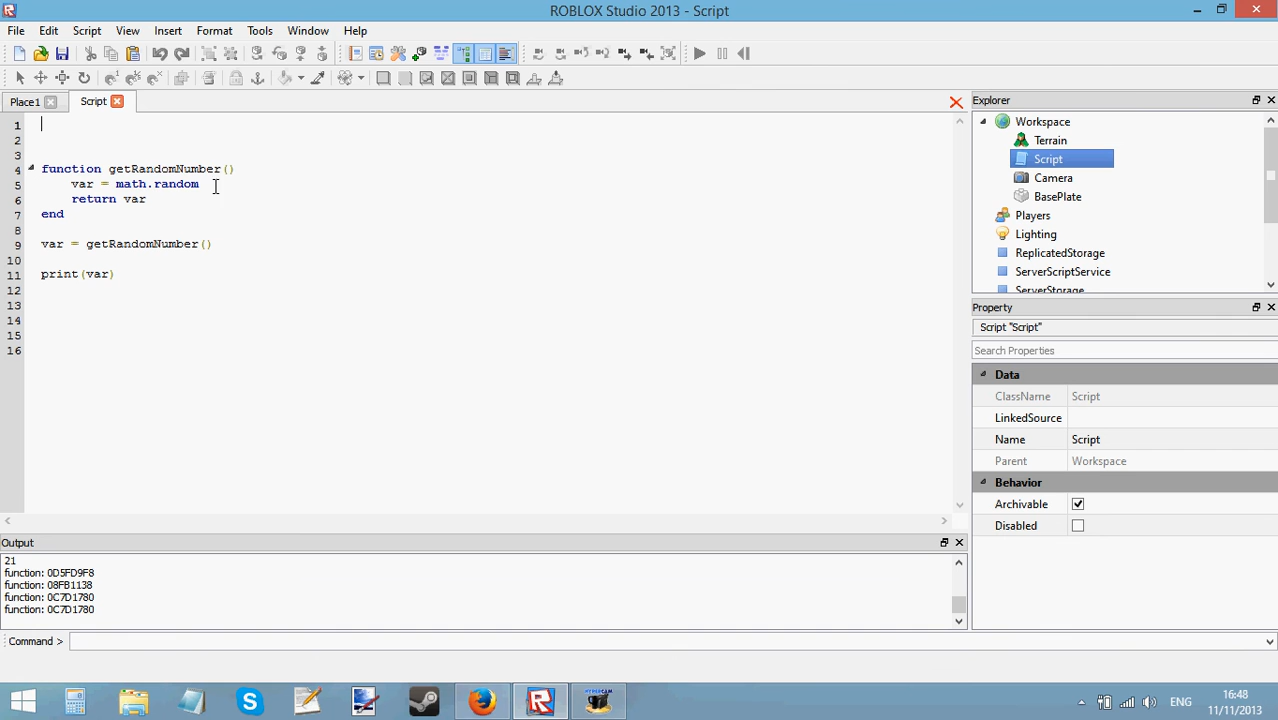 ROBLOX Studio 2013 - Script
File Edit Script View Insert Format Tools Window Help
Place1 Script
1
2
3
4 function getRandomNumber()
5 var = math.random
6 return var
7 end
8
9 var = getRandomNumber()
10
11 print(var)
12
13
14
15
16
Explorer
Workspace
Terrain
Script
Camera
BasePlate
Players
Lighting
ReplicatedStorage
ServerScriptService
ServerStorage
Property
Script "Script"
Search Properties
Data
ClassName Script
LinkedSource
Name Script
Parent Workspace
Behavior
Archivable
Disabled
Output
21
function: 0D5FD9F8
function: 08FB1138
function: 0C7D1780
function: 0C7D1780
Command >
HYPERCAM
ENG
16:48
11/11/2013